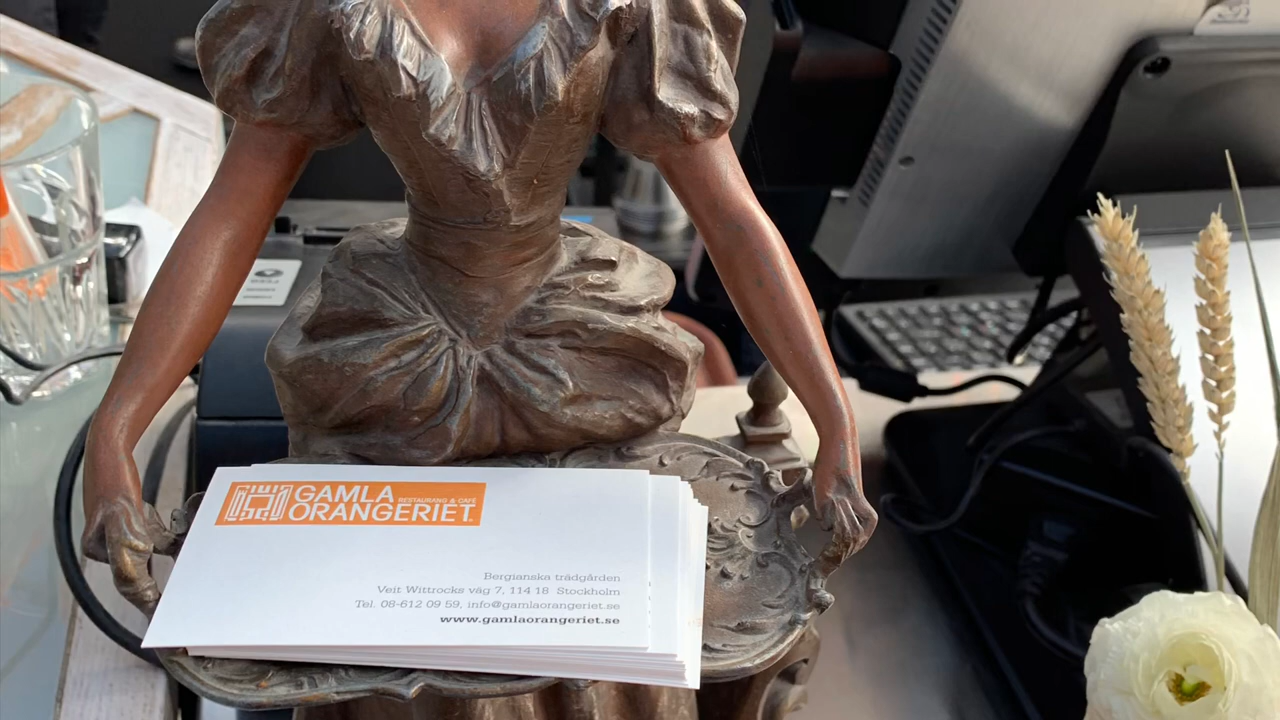 GAMLA RESTAURANG & CAFÉ
ORANGERIET
Bergianska trädgården
Veit Wittrocks väg 7, 114 18 Stockholm
Tel. 08-612 09 59, info@gamlaorangeriet.se
www.gamlaorangeriet.se